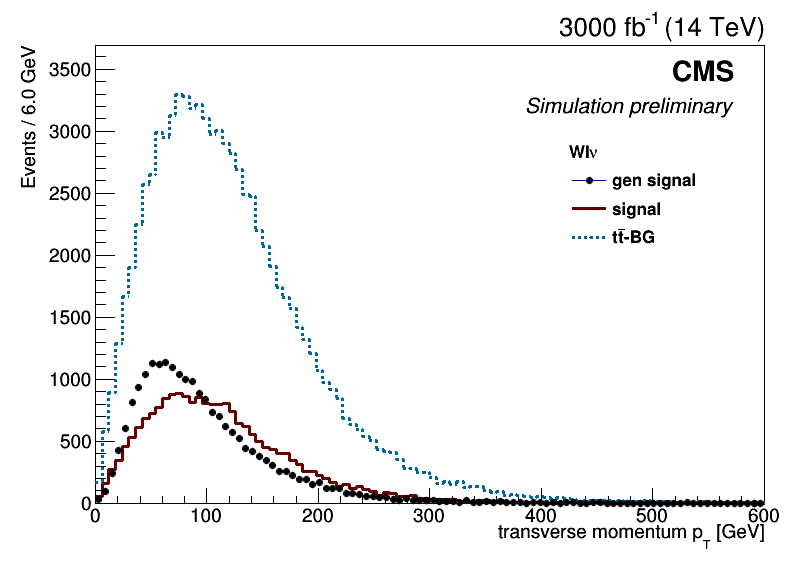 3000 fb-1 (14 TeV)
Events / 6.0 GeV
3500
3000
2500
2000
1500
1000
500
0
CMS
Simulation preliminary
Wlν
gen signal
signal
tt̄-BG
0 100 200 300 400 500 600
transverse momentum pT [GeV]